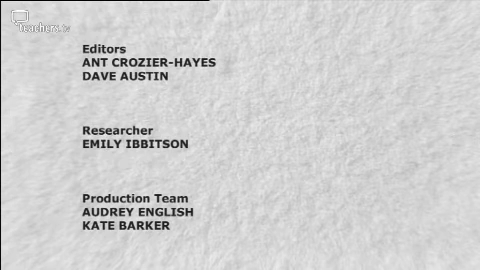 Teachers.tv
Editors
ANT CROZIER-HAYES
DAVE AUSTIN
Researcher
EMILY IBBITSON
Production Team
AUDREY ENGLISH
KATE BARKER